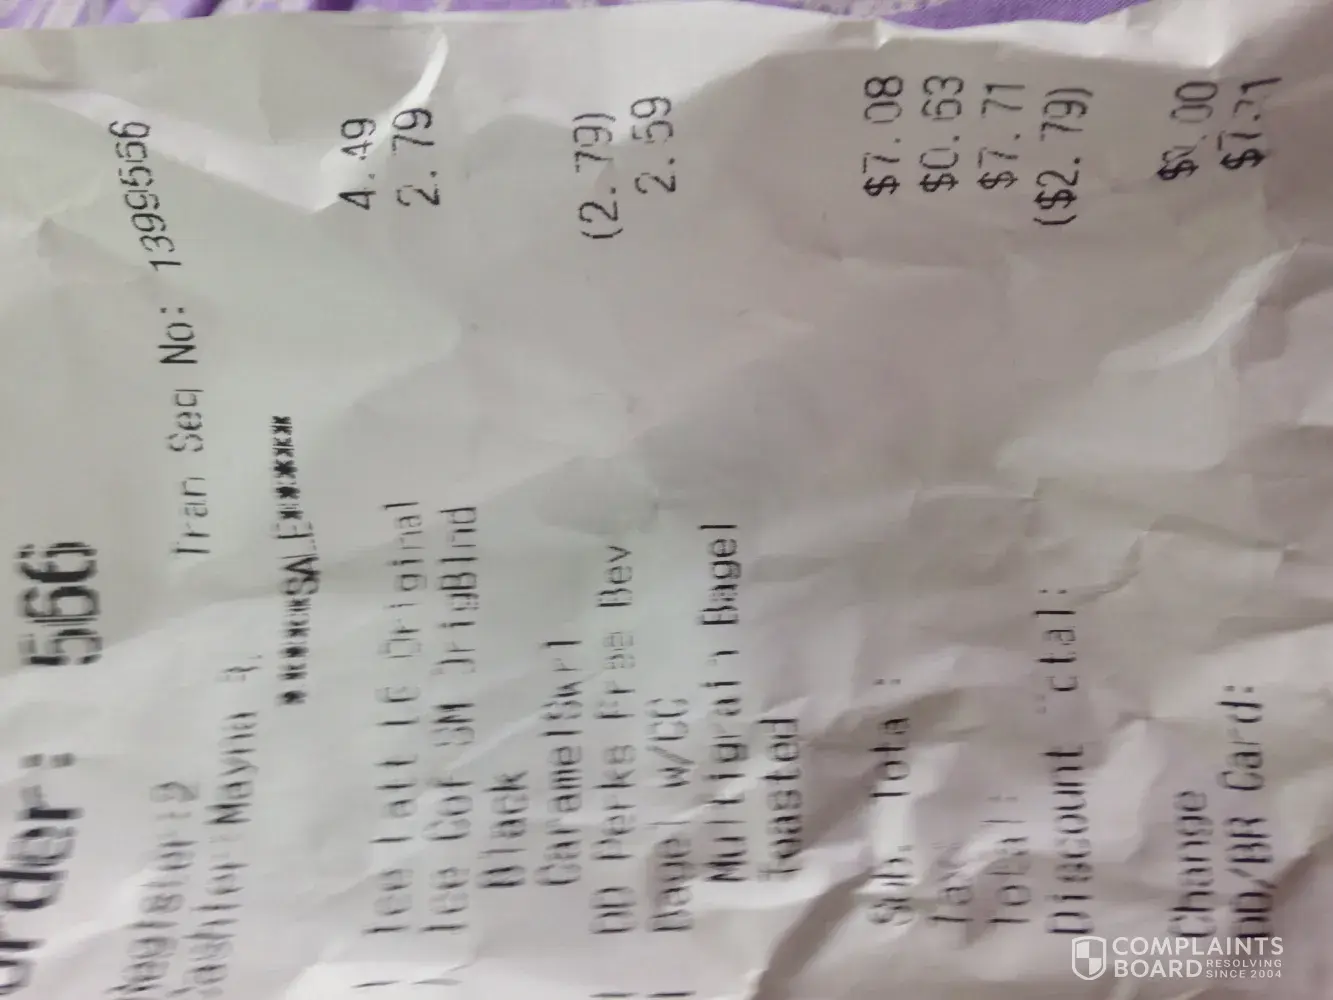 Order: 566
Register:9 Tran Seq No: 1399556
Cashier:Mayna R.
******SALE******
Ice Latt LG Original 4.49
Ice Cof SM OrigBlnd 2.79
Black
CaramelSwrl
DD Perks Free Bev (2.79)
Bagel w/CC 2.59
Multigrain Bagel
Toasted
Sub. Total: $7.08
Tax: $0.63
Total: $7.71
Discount Total: ($2.79)
Change $0.00
DD/BR Card: $7.71
COMPLAINTS
BOARD RESOLVING
SINCE 2004